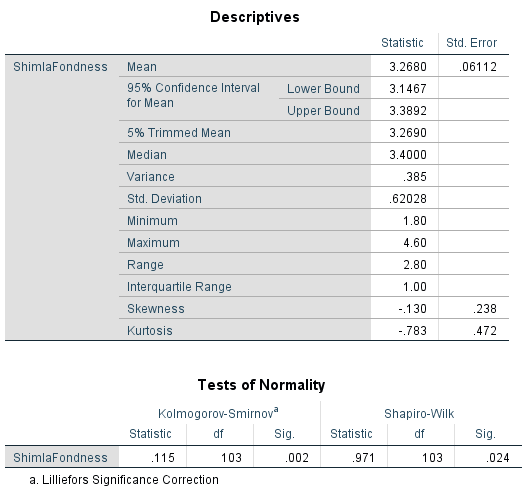 Descriptives
Statistic Std. Error
ShimlaFondness Mean 3.2680 .06112
95% Confidence Interval for Mean Lower Bound 3.1467
Upper Bound 3.3892
5% Trimmed Mean 3.2690
Median 3.4000
Variance .385
Std. Deviation .62028
Minimum 1.80
Maximum 4.60
Range 2.80
Interquartile Range 1.00
Skewness -.130 .238
Kurtosis -.783 .472
Tests of Normality
Kolmogorov-Smirnov^a Shapiro-Wilk
Statistic df Sig. Statistic df Sig.
ShimlaFondness .115 103 .002 .971 103 .024
a. Lilliefors Significance Correction